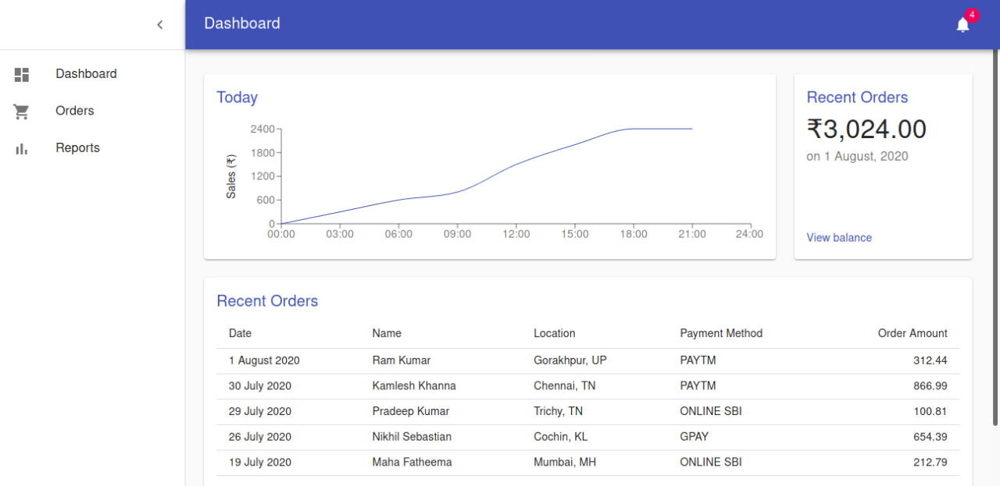 Dashboard
4
Dashboard
Orders
Reports
Today
Sales (₹)
2400
1800
1200
600
0
00:00 03:00 06:00 09:00 12:00 15:00 18:00 21:00 24:00
Recent Orders
₹3,024.00
on 1 August, 2020
View balance
Recent Orders
Date Name Location Payment Method Order Amount
1 August 2020 Ram Kumar Gorakhpur, UP PAYTM 312.44
30 July 2020 Kamlesh Khanna Chennai, TN PAYTM 866.99
29 July 2020 Pradeep Kumar Trichy, TN ONLINE SBI 100.81
26 July 2020 Nikhil Sebastian Cochin, KL GPAY 654.39
19 July 2020 Maha Fatheema Mumbai, MH ONLINE SBI 212.79